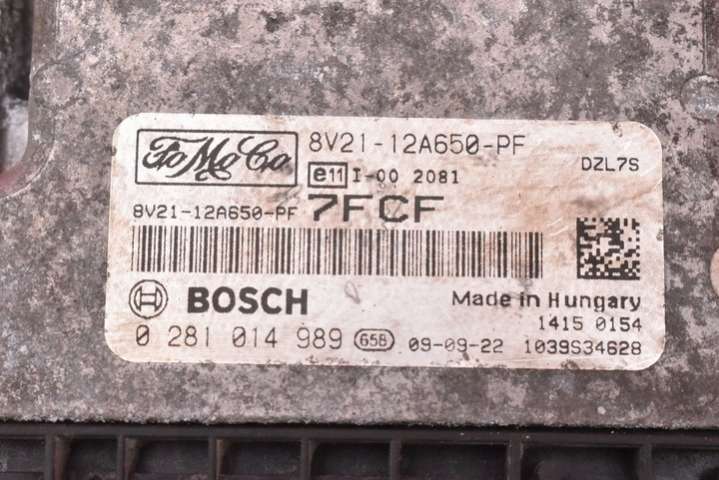 FoMoCo 8V21-12A650-PF
DZL7S
e11 I-00 2081
8V21-12A650-PF 7FCF
BOSCH Made in Hungary
1415 0154
0 281 014 989 658 09-09-22 1039S34628